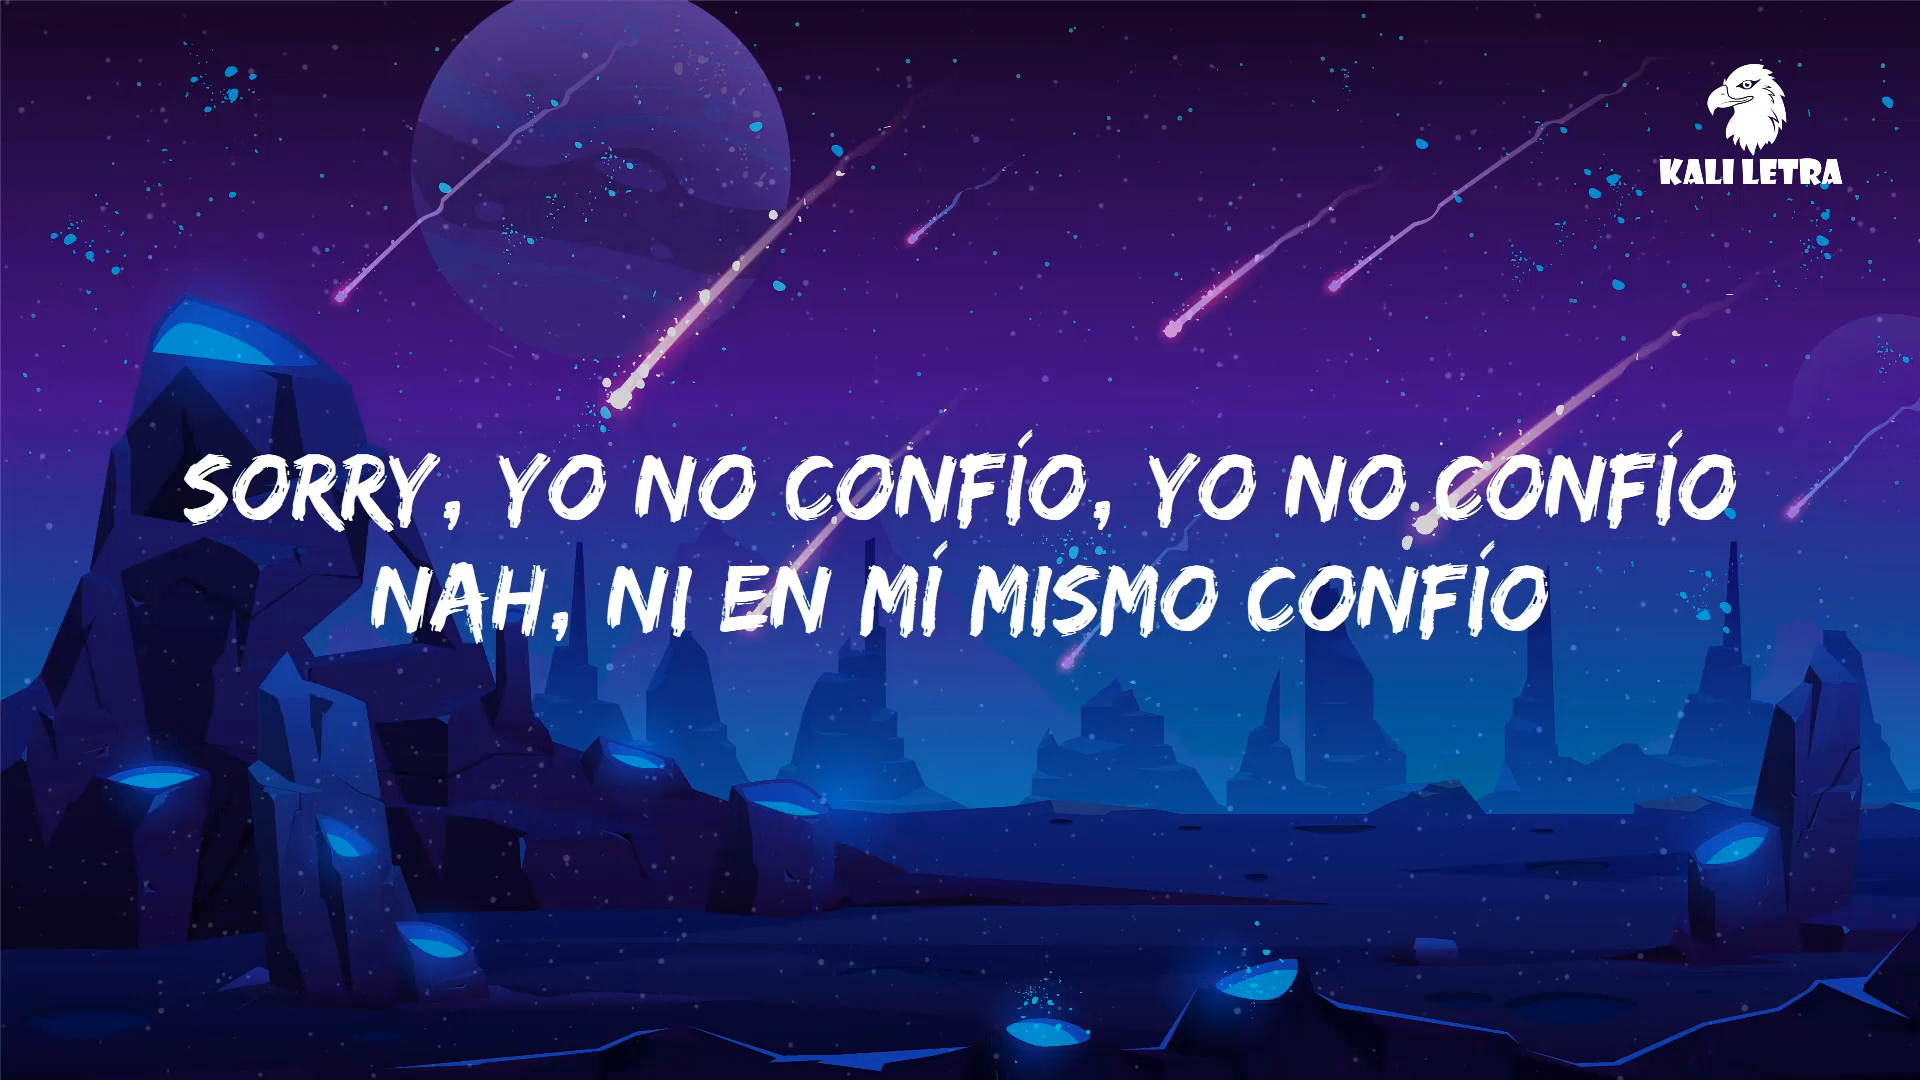 KALI LETRA
SORRY, YO NO CONFÍO, YO NO CONFÍO
NAH, NI EN MÍ MISMO CONFÍO